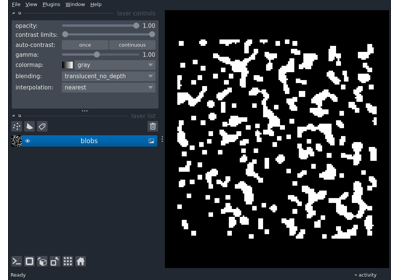 File View Plugins Window Help
layer controls
opacity: 1.00
contrast limits:
auto-contrast: once continuous
gamma: 1.00
colormap: gray
blending: translucent_no_depth
interpolation: nearest
layer list
blobs
Ready activity